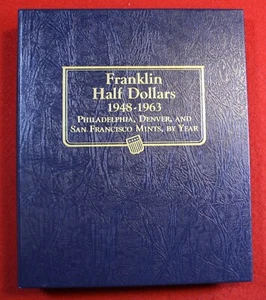 Franklin
Half Dollars
1948-1963
Philadelphia, Denver, and
San Francisco Mints, by Year